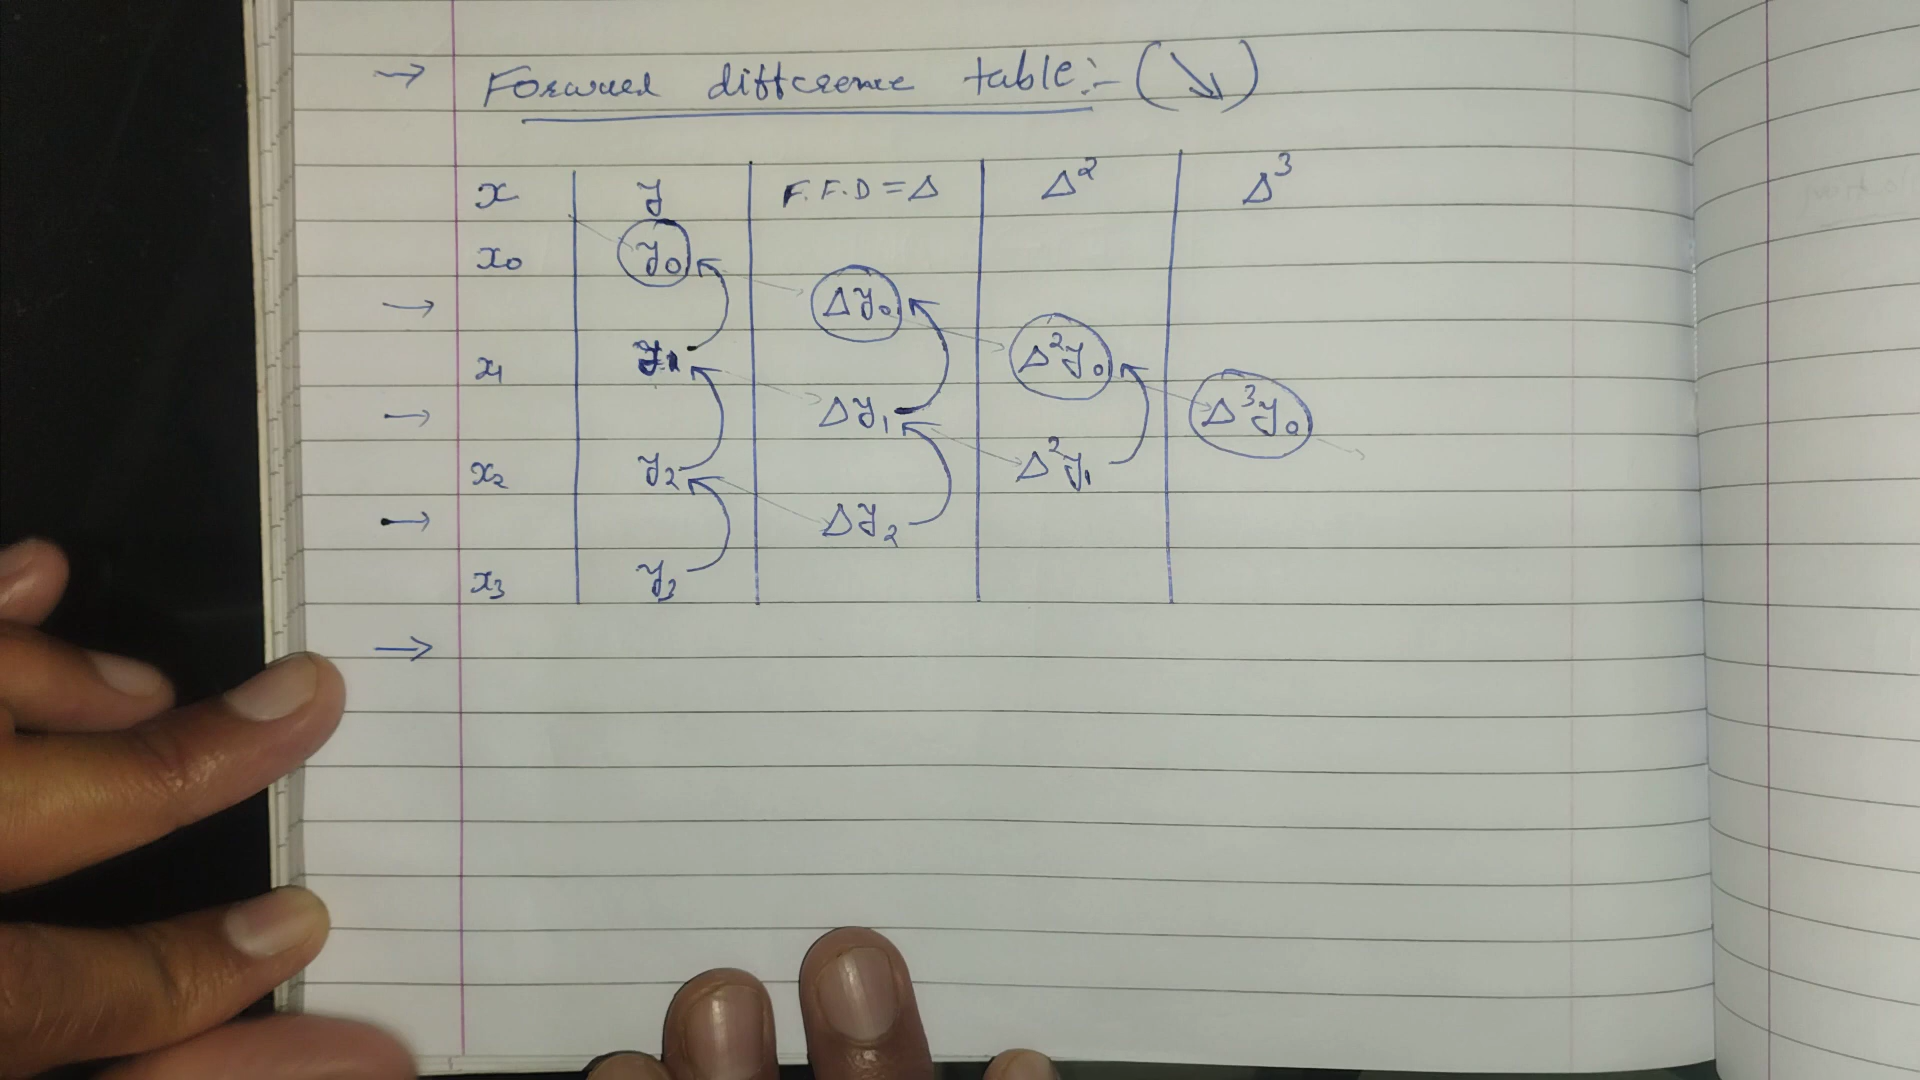 → Forward difference table:- (↘)
x y F.F.D = Δ Δ² Δ³
x₀ y₀
→ Δy₀
x₁ y₁ Δ²y₀
→ Δy₁ Δ³y₀
x₂ y₂ Δ²y₁
→ Δy₂
x₃ y₃
→